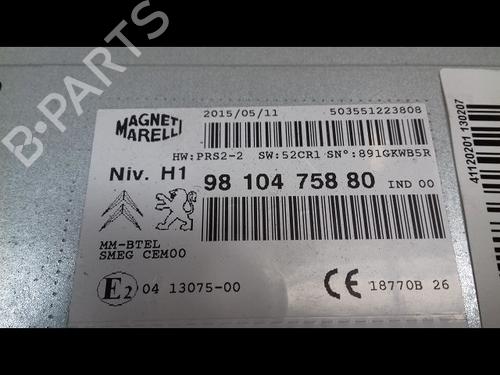 B-PARTS
MAGNETI
MARELLI
2015/05/11 503551223808
HW:PRS2-2 SW:52CR1 SN°:891GKWB5R
Niv. H1 98 104 758 80 IND 00
MM-BTEL
SMEG CEM00
E2 04 13075-00 CE 18770B 26
41120201 130207